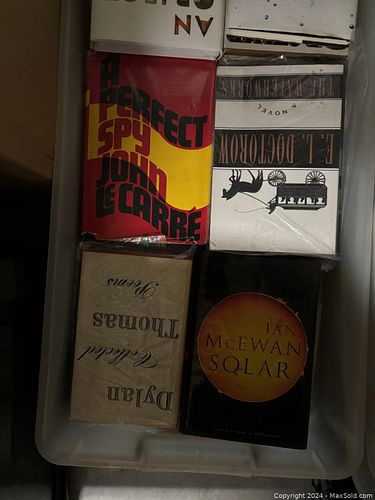 AN
A
PERFECT
SPY
JOHN
LE CARRÉ
THE WATERWORKS
A NOVEL
E. L. DOCTOROW
Dylan
Thomas
Collected
Poems
IAN
McEWAN
SOLAR
Copyright © 2024 - MaxSold.com